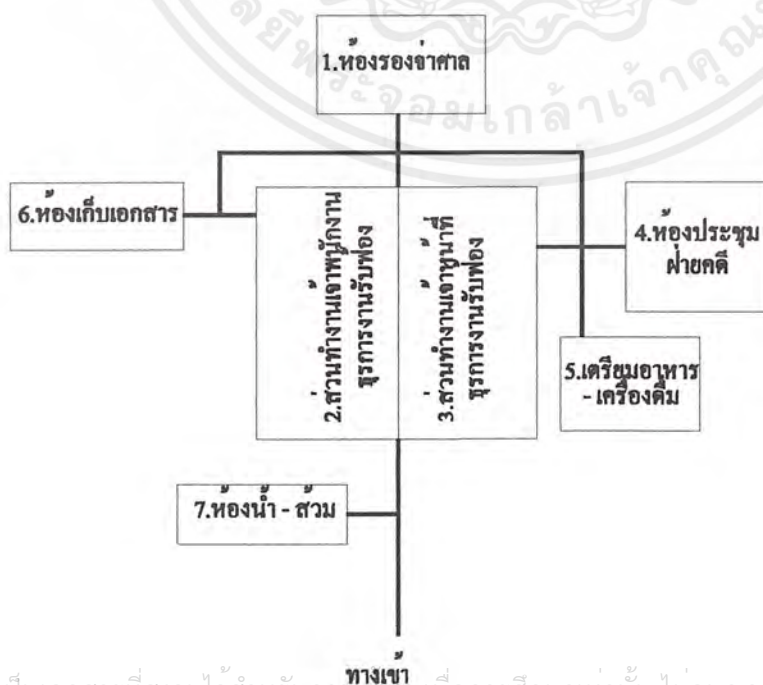 1.ห้องรองจ่าศาล
6.ห้องเก็บเอกสาร
2.ส่วนทำงานเจ้าพนักงาน
ธุรการงานรับฟ้อง
3.ส่วนทำงานเจ้าหน้าที่
ธุรการงานรับฟ้อง
4.ห้องประชุม
ฝ่ายคดี
5.เตรียมอาหาร
- เครื่องดื่ม
7.ห้องน้ำ - ส้วม
ทางเข้า